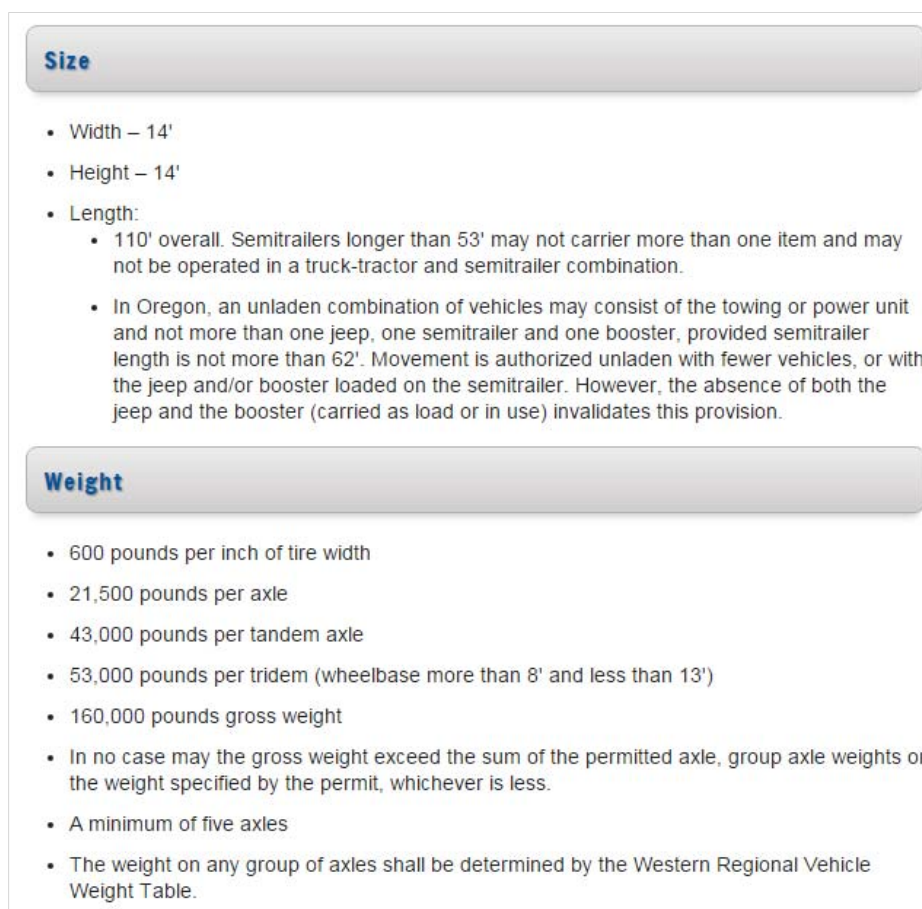 Size
• Width – 14'
• Height – 14'
• Length:
• 110' overall. Semitrailers longer than 53' may not carrier more than one item and may
not be operated in a truck-tractor and semitrailer combination.
• In Oregon, an unladen combination of vehicles may consist of the towing or power unit
and not more than one jeep, one semitrailer and one booster, provided semitrailer
length is not more than 62'. Movement is authorized unladen with fewer vehicles, or with
the jeep and/or booster loaded on the semitrailer. However, the absence of both the
jeep and the booster (carried as load or in use) invalidates this provision.
Weight
• 600 pounds per inch of tire width
• 21,500 pounds per axle
• 43,000 pounds per tandem axle
• 53,000 pounds per tridem (wheelbase more than 8' and less than 13')
• 160,000 pounds gross weight
• In no case may the gross weight exceed the sum of the permitted axle, group axle weights or
the weight specified by the permit, whichever is less.
• A minimum of five axles
• The weight on any group of axles shall be determined by the Western Regional Vehicle
Weight Table.